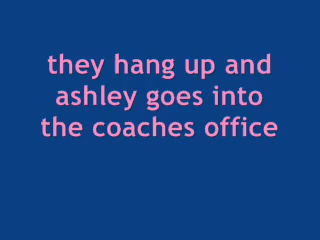 they hang up and
ashley goes into
the coaches office